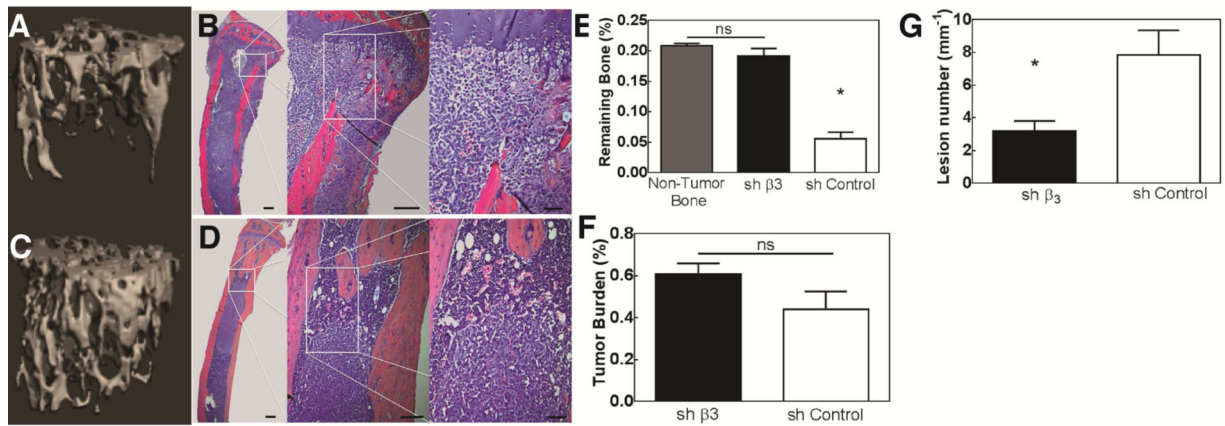 A
B
C
D
E
Remaining Bone (%)
0.25
0.20
0.15
0.10
0.05
0.00
ns
*
Non-Tumor
Bone
sh β3
sh Control
F
Tumor Burden (%)
0.8
0.6
0.4
0.2
0.0
ns
sh β3
sh Control
G
Lesion number (mm⁻¹)
10
8
6
4
2
0
*
sh β₃
sh Control